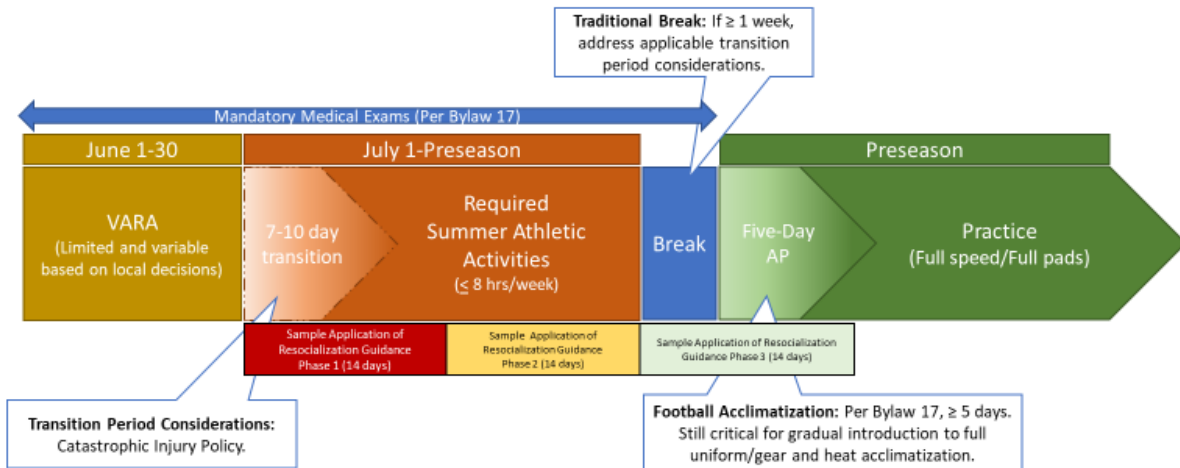 Traditional Break: If ≥ 1 week,
address applicable transition
period considerations.
Mandatory Medical Exams (Per Bylaw 17)
June 1-30
July 1-Preseason
Preseason
VARA
(Limited and variable
based on local decisions)
7-10 day
transition
Required
Summer Athletic
Activities
(≤ 8 hrs/week)
Break
Five-Day
AP
Practice
(Full speed/Full pads)
Sample Application of
Resocialization Guidance
Phase 1 (14 days)
Sample Application of
Resocialization Guidance
Phase 2 (14 days)
Sample Application of Resocialization
Guidance Phase 3 (14 days)
Transition Period Considerations:
Catastrophic Injury Policy.
Football Acclimatization: Per Bylaw 17, ≥ 5 days.
Still critical for gradual introduction to full
uniform/gear and heat acclimatization.